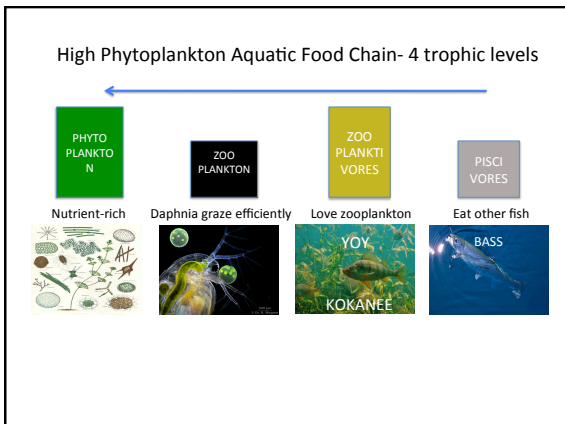 High Phytoplankton Aquatic Food Chain- 4 trophic levels
PHYTO
PLANKTO
N
ZOO
PLANKTON
ZOO
PLANKTI
VORES
PISCI
VORES
Nutrient-rich
Daphnia graze efficiently
Love zooplankton
Eat other fish
YOY
KOKANEE
BASS